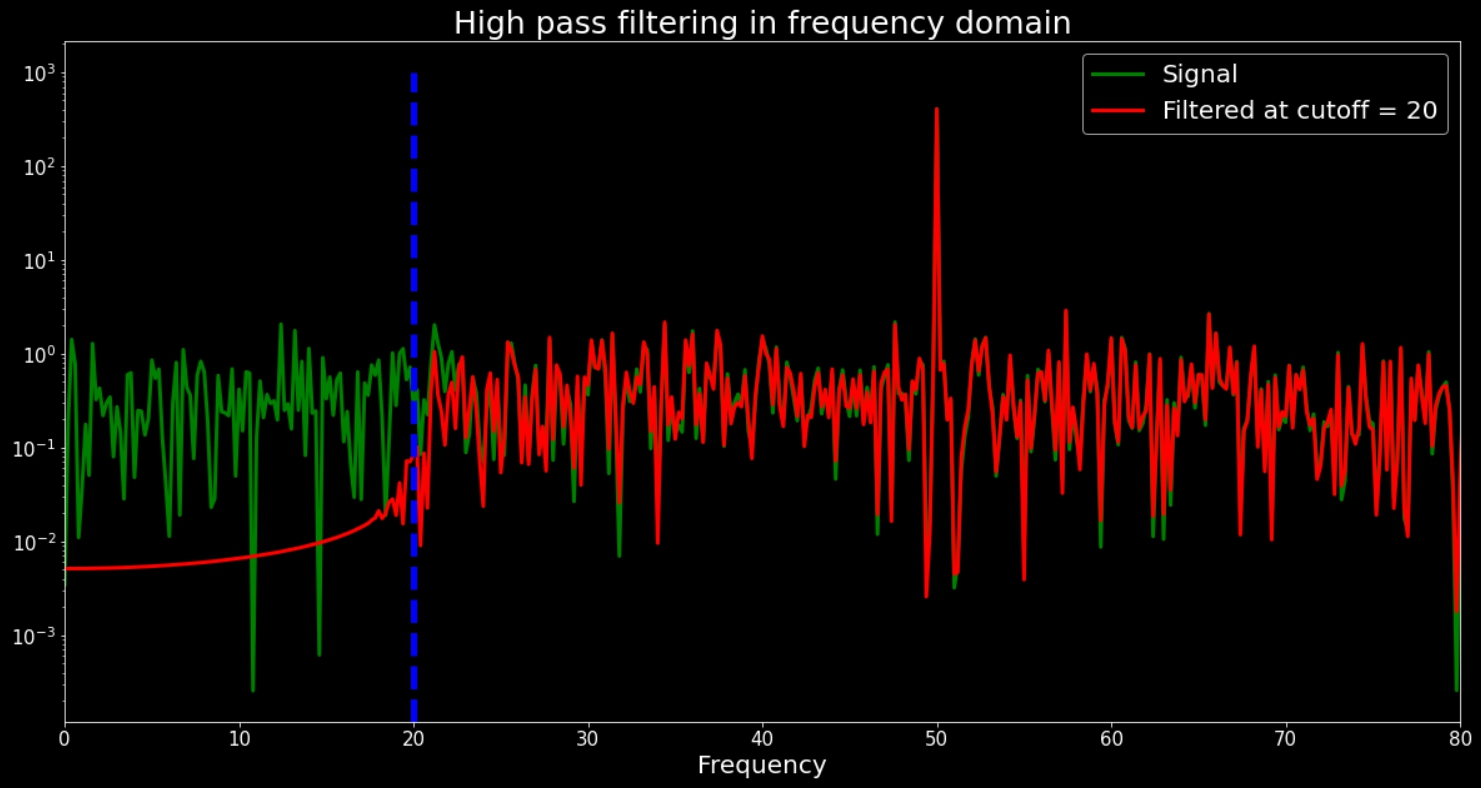 High pass filtering in frequency domain
Signal
Filtered at cutoff = 20
10³
10²
10¹
10⁰
10⁻¹
10⁻²
10⁻³
0 10 20 30 40 50 60 70 80
Frequency